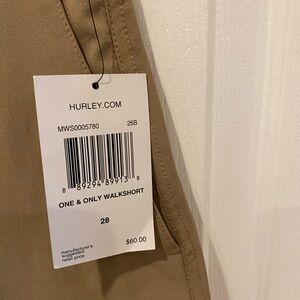 HURLEY.COM
MWS0005780 26B
8 89294 89913 8
ONE & ONLY WALKSHORT
28
manufacturer's
suggested
retail price
$60.00